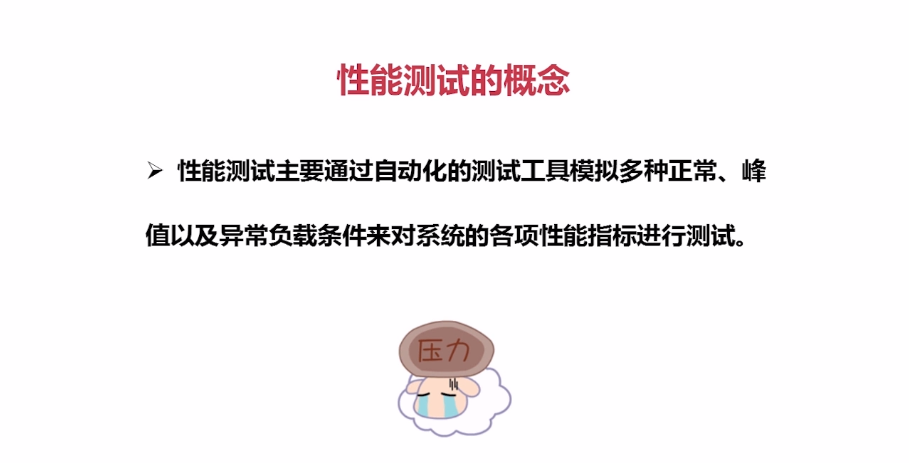 性能测试的概念
➢ 性能测试主要通过自动化的测试工具模拟多种正常、峰
值以及异常负载条件来对系统的各项性能指标进行测试。
压力